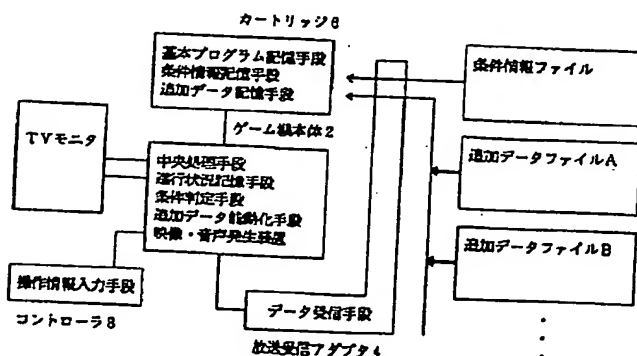 カートリッジ6
基本プログラム記憶手段
条件情報記憶手段
追加データ記憶手段
条件情報ファイル
TVモニタ
ゲーム機本体2
中央処理手段
進行状況記憶手段
条件判定手段
追加データ能動化手段
映像・音声発生装置
追加データファイルA
追加データファイルB
操作情報入力手段
コントローラ8
データ受信手段
放送受信アダプタ4